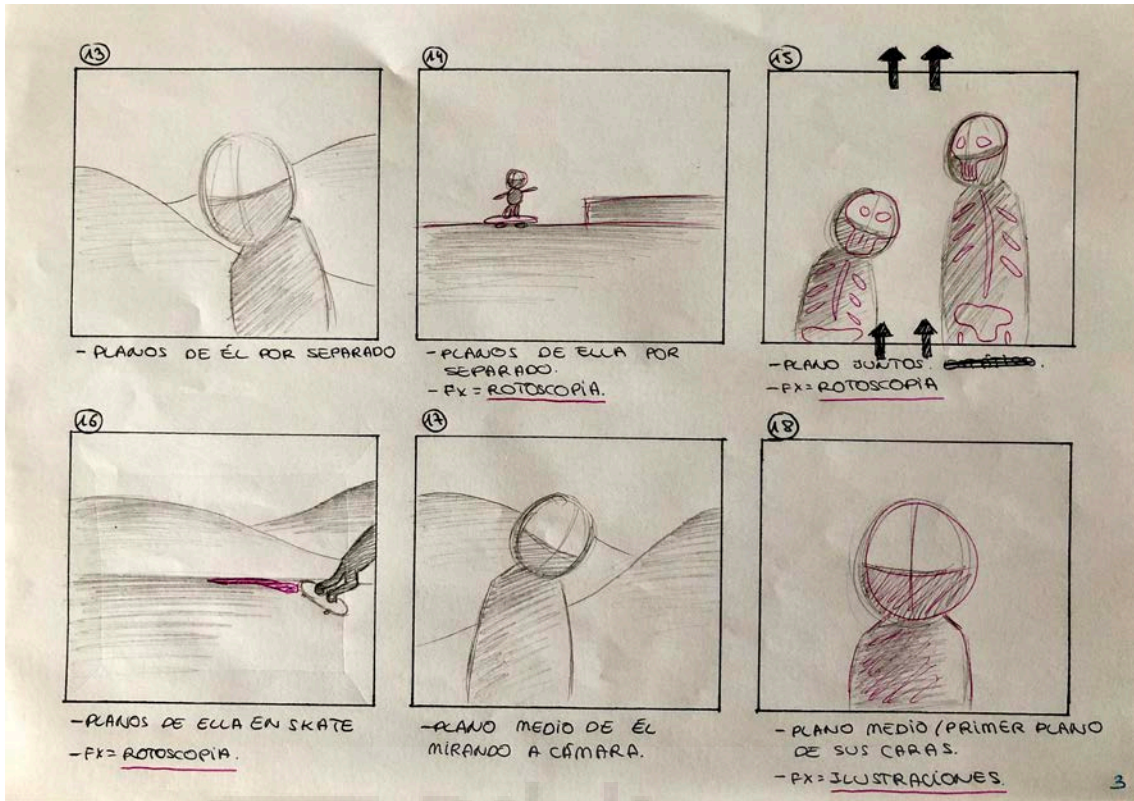 13
14
15
- PLANOS DE ÉL POR SEPARADO
- PLANOS DE ELLA POR
SEPARADO.
- FX = ROTOSCOPIA.
- PLANO JUNTOS.
- FX = ROTOSCOPIA
16
17
18
- PLANOS DE ELLA EN SKATE
- FX = ROTOSCOPIA.
- PLANO MEDIO DE ÉL
MIRANDO A CÁMARA.
- PLANO MEDIO / PRIMER PLANO
DE SUS CARAS.
- FX = ILUSTRACIONES.
3